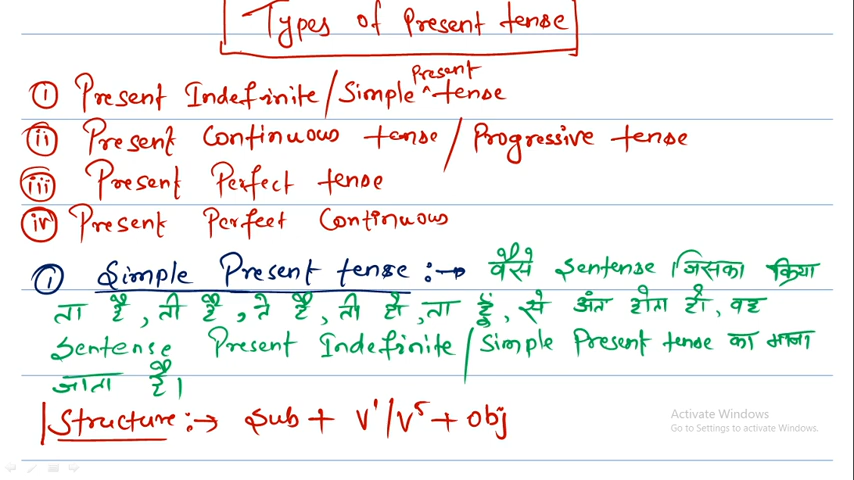 Types of Present tense
(i) Present Indefinite / Simple ^Present tense
(ii) Present Continuous tense / Progressive tense
(iii) Present Perfect tense
(iv) Present Perfect Continuous
(i) Simple Present tense :→ वैसे Sentense जिसका क्रिया
ता है, ती है, ते हैं, ती हो, ता हूँ, से अंत होता हो, वह
Sentense Present Indefinite / Simple Present tense का माना
जाता है।
Structure :→ Sub + V¹/V⁵ + Obj
Activate Windows
Go to Settings to activate Windows.